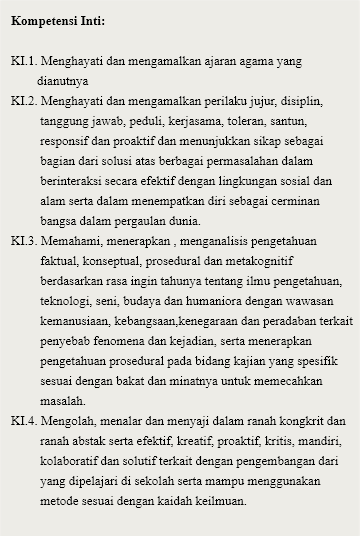 Kompetensi Inti:
KI.1. Menghayati dan mengamalkan ajaran agama yang
dianutnya
KI.2. Menghayati dan mengamalkan perilaku jujur, disiplin,
tanggung jawab, peduli, kerjasama, toleran, santun,
responsif dan proaktif dan menunjukkan sikap sebagai
bagian dari solusi atas berbagai permasalahan dalam
berinteraksi secara efektif dengan lingkungan sosial dan
alam serta dalam menempatkan diri sebagai cerminan
bangsa dalam pergaulan dunia.
KI.3. Memahami, menerapkan , menganalisis pengetahuan
faktual, konseptual, prosedural dan metakognitif
berdasarkan rasa ingin tahunya tentang ilmu pengetahuan,
teknologi, seni, budaya dan humaniora dengan wawasan
kemanusiaan, kebangsaan,kenegaraan dan peradaban terkait
penyebab fenomena dan kejadian, serta menerapkan
pengetahuan prosedural pada bidang kajian yang spesifik
sesuai dengan bakat dan minatnya untuk memecahkan
masalah.
KI.4. Mengolah, menalar dan menyaji dalam ranah kongkrit dan
ranah abstak serta efektif, kreatif, proaktif, kritis, mandiri,
kolaboratif dan solutif terkait dengan pengembangan dari
yang dipelajari di sekolah serta mampu menggunakan
metode sesuai dengan kaidah keilmuan.